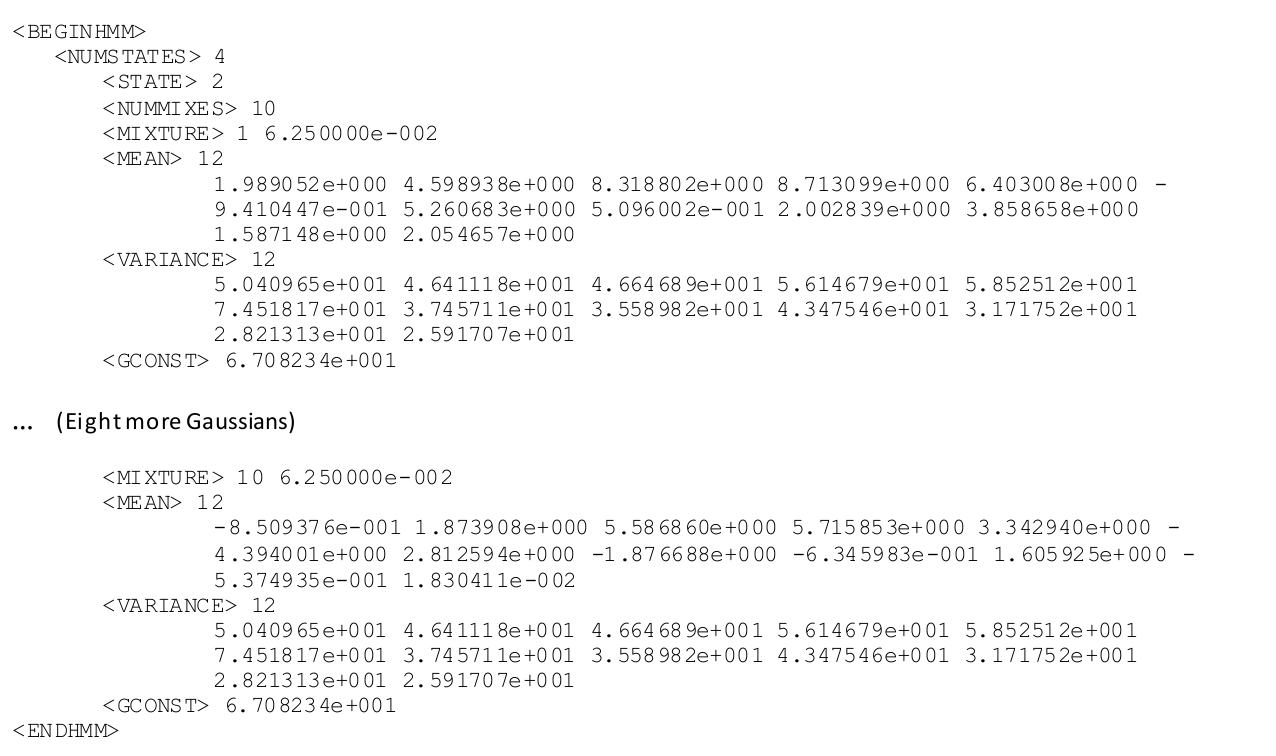 <BEGINHMM>
<NUMSTATES> 4
<STATE> 2
<NUMMIXES> 10
<MIXTURE> 1 6.250000e-002
<MEAN> 12
1.989052e+000 4.598938e+000 8.318802e+000 8.713099e+000 6.403008e+000 -
9.410447e-001 5.260683e+000 5.096002e-001 2.002839e+000 3.858658e+000
1.587148e+000 2.054657e+000
<VARIANCE> 12
5.040965e+001 4.641118e+001 4.664689e+001 5.614679e+001 5.852512e+001
7.451817e+001 3.745711e+001 3.558982e+001 4.347546e+001 3.171752e+001
2.821313e+001 2.591707e+001
<GCONST> 6.708234e+001
... (Eight more Gaussians)
<MIXTURE> 10 6.250000e-002
<MEAN> 12
-8.509376e-001 1.873908e+000 5.586860e+000 5.715853e+000 3.342940e+000 -
4.394001e+000 2.812594e+000 -1.876688e+000 -6.345983e-001 1.605925e+000 -
5.374935e-001 1.830411e-002
<VARIANCE> 12
5.040965e+001 4.641118e+001 4.664689e+001 5.614679e+001 5.852512e+001
7.451817e+001 3.745711e+001 3.558982e+001 4.347546e+001 3.171752e+001
2.821313e+001 2.591707e+001
<GCONST> 6.708234e+001
<ENDHMM>